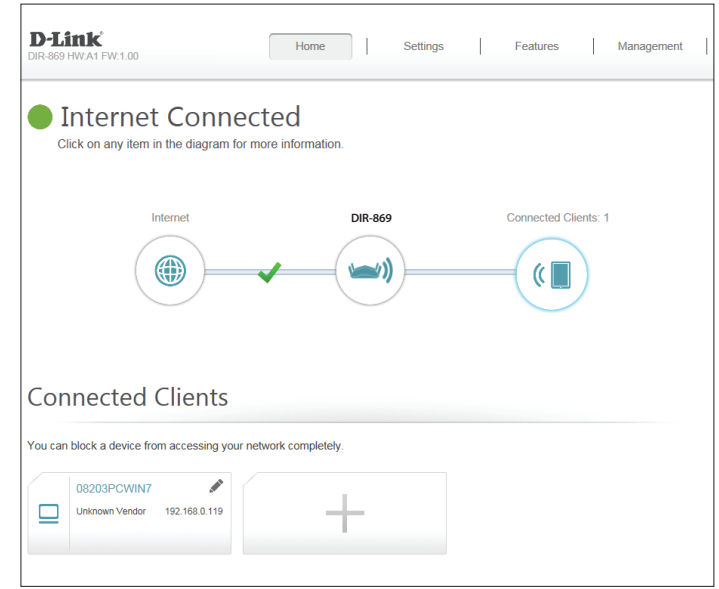 D-Link
DIR-869 HW:A1 FW:1.00
Home
Settings
Features
Management
Internet Connected
Click on any item in the diagram for more information.
Internet
DIR-869
Connected Clients: 1
Connected Clients
You can block a device from accessing your network completely.
08203PCWIN7
Unknown Vendor 192.168.0.119